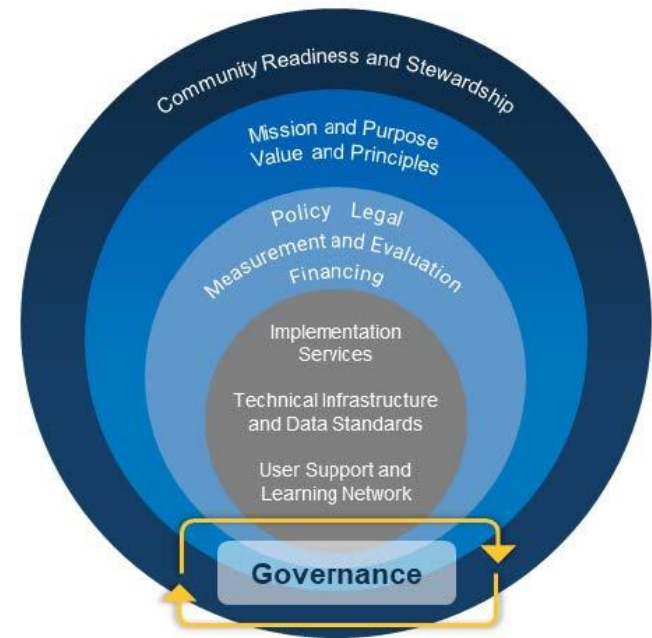 Community Readiness and Stewardship
Mission and Purpose
Value and Principles
Policy Legal
Measurement and Evaluation
Financing
Implementation
Services
Technical Infrastructure
and Data Standards
User Support and
Learning Network
Governance